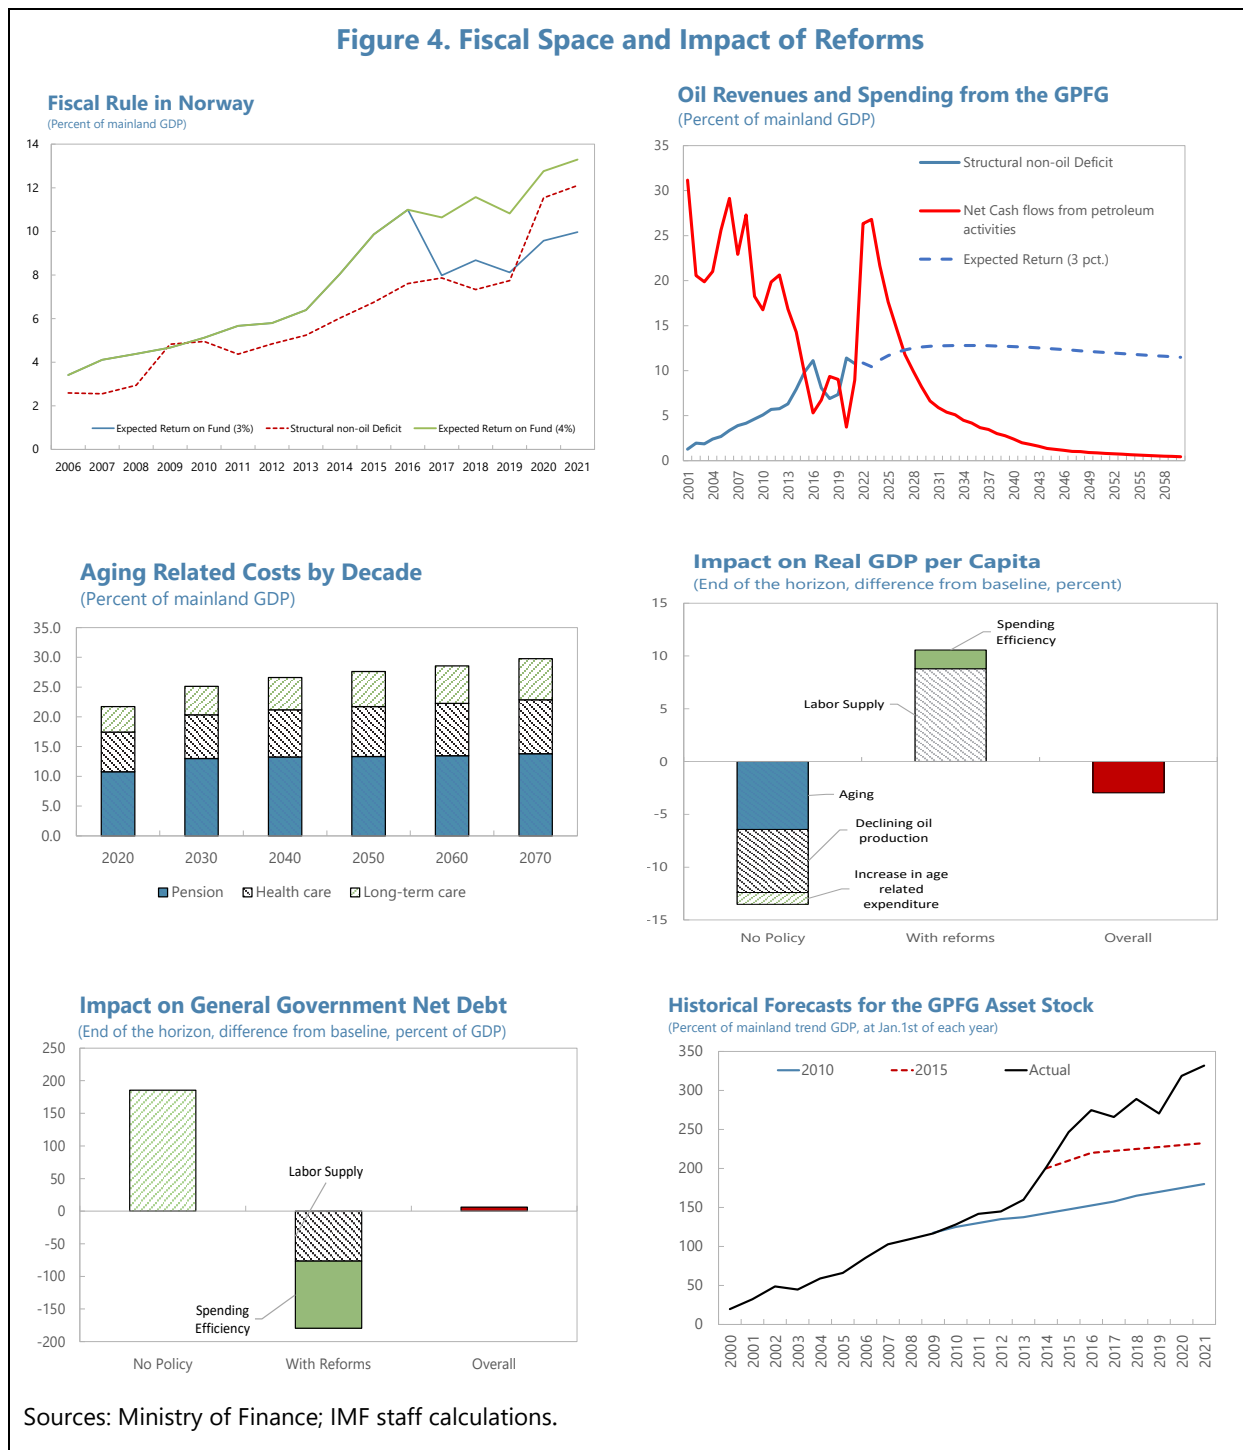 Figure 4. Fiscal Space and Impact of Reforms
Fiscal Rule in Norway
(Percent of mainland GDP)
14
12
10
8
6
4
2
0
Expected Return on Fund (3%)
Structural non-oil Deficit
Expected Return on Fund (4%)
2006 2007 2008 2009 2010 2011 2012 2013 2014 2015 2016 2017 2018 2019 2020 2021
Oil Revenues and Spending from the GPFG
(Percent of mainland GDP)
35
30
25
20
15
10
5
0
Structural non-oil Deficit
Net Cash flows from petroleum
activities
Expected Return (3 pct.)
2001 2004 2007 2010 2013 2016 2019 2022 2025 2028 2031 2034 2037 2040 2043 2046 2049 2052 2055 2058
Aging Related Costs by Decade
(Percent of mainland GDP)
35.0
30.0
25.0
20.0
15.0
10.0
5.0
0.0
2020 2030 2040 2050 2060 2070
Pension Health care Long-term care
Impact on Real GDP per Capita
(End of the horizon, difference from baseline, percent)
15
10
5
0
-5
-10
-15
Spending
Efficiency
Labor Supply
Aging
Declining oil
production
Increase in age
related
expenditure
No Policy With reforms Overall
Impact on General Government Net Debt
(End of the horizon, difference from baseline, percent of GDP)
250
200
150
100
50
0
-50
-100
-150
-200
Labor Supply
Spending
Efficiency
No Policy With Reforms Overall
Historical Forecasts for the GPFG Asset Stock
(Percent of mainland trend GDP, at Jan.1st of each year)
350
300
250
200
150
100
50
0
2010 2015 Actual
2000 2001 2002 2003 2004 2005 2006 2007 2008 2009 2010 2011 2012 2013 2014 2015 2016 2017 2018 2019 2020 2021
Sources: Ministry of Finance; IMF staff calculations.